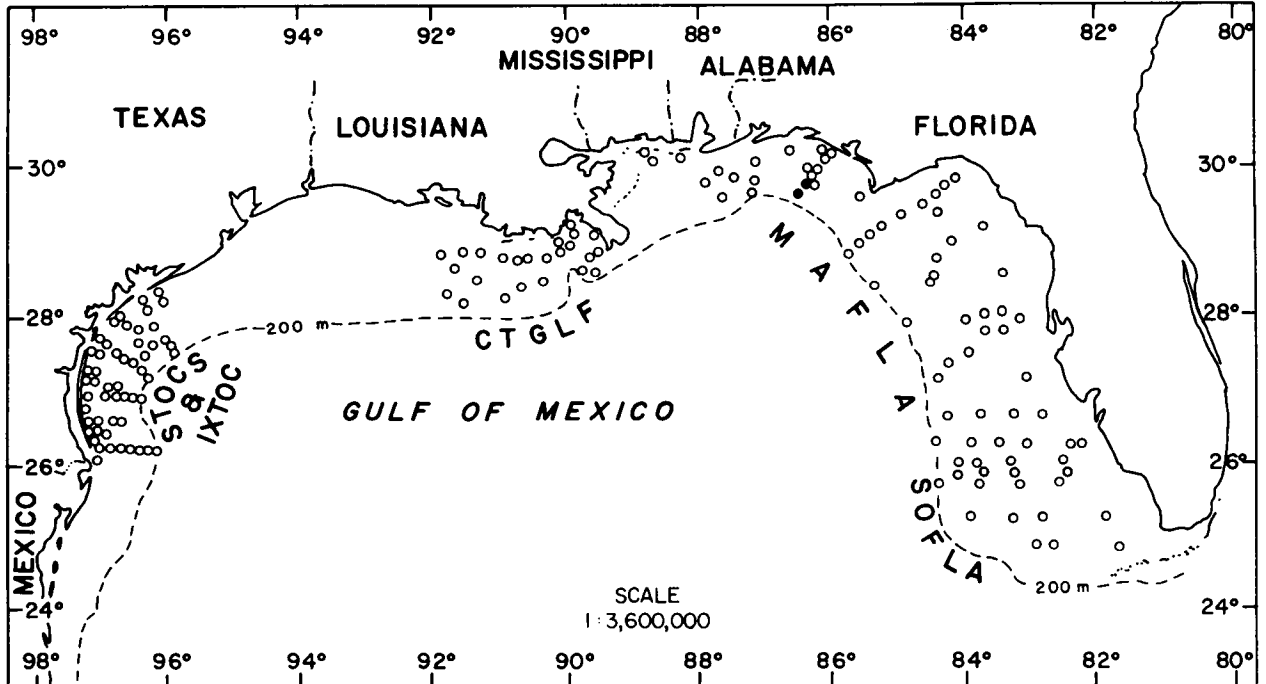 98° 96° 94° 92° 90° 88° 86° 84° 82° 80°
MISSISSIPPI ALABAMA
TEXAS LOUISIANA FLORIDA
30° 30°
MAFLA
28° 28°
200 m
CTGLF
STOCS
&
IXTOC
GULF OF MEXICO
26° 26°
SOFLA
MEXICO
200 m
SCALE
1:3,600,000
24° 24°
98° 96° 94° 92° 90° 88° 86° 84° 82° 80°